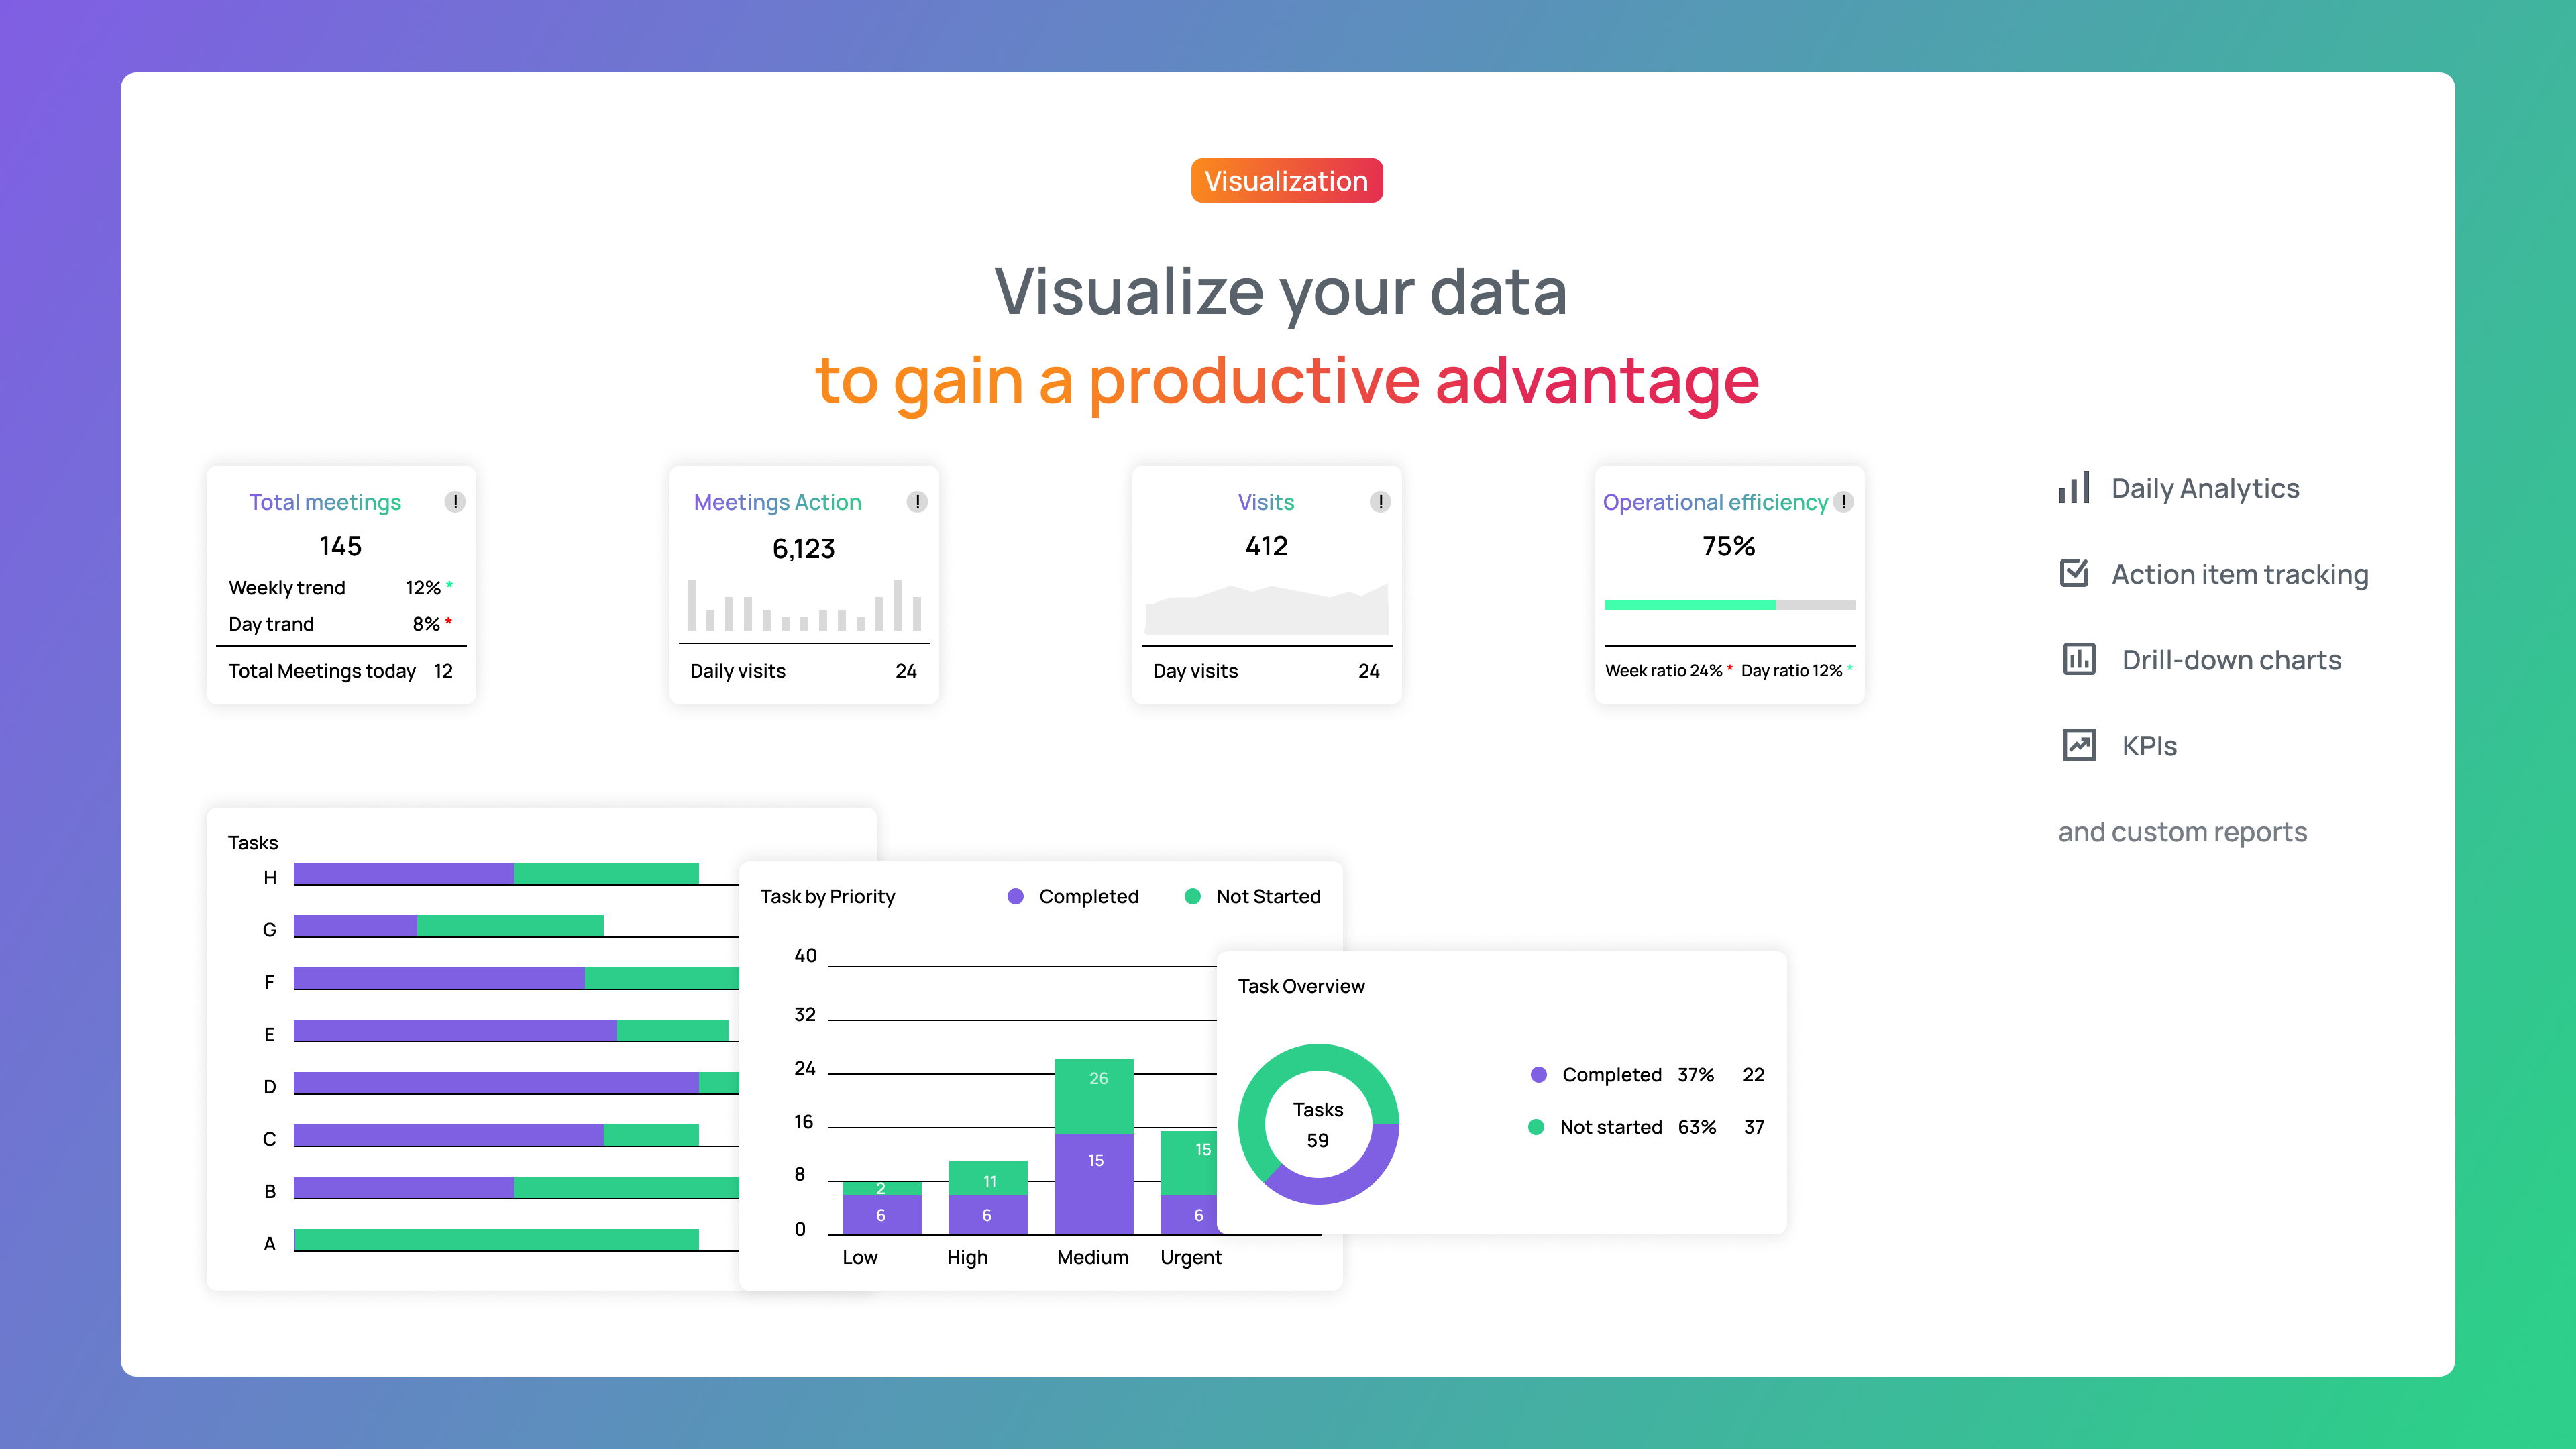 Visualization
Visualize your data
to gain a productive advantage
Total meetings !
145
Weekly trend 12% *
Day trand 8% *
Total Meetings today 12
Meetings Action !
6,123
Daily visits 24
Visits !
412
Day visits 24
Operational efficiency !
75%
Week ratio 24% * Day ratio 12% *
Daily Analytics
Action item tracking
Drill-down charts
KPIs
and custom reports
Tasks
H
G
F
E
D
C
B
A
Task by Priority Completed Not Started
40
32
24
16
8
0
26
15
2
6
11
6
15
6
Low High Medium Urgent
Task Overview
Tasks
59
Completed 37% 22
Not started 63% 37